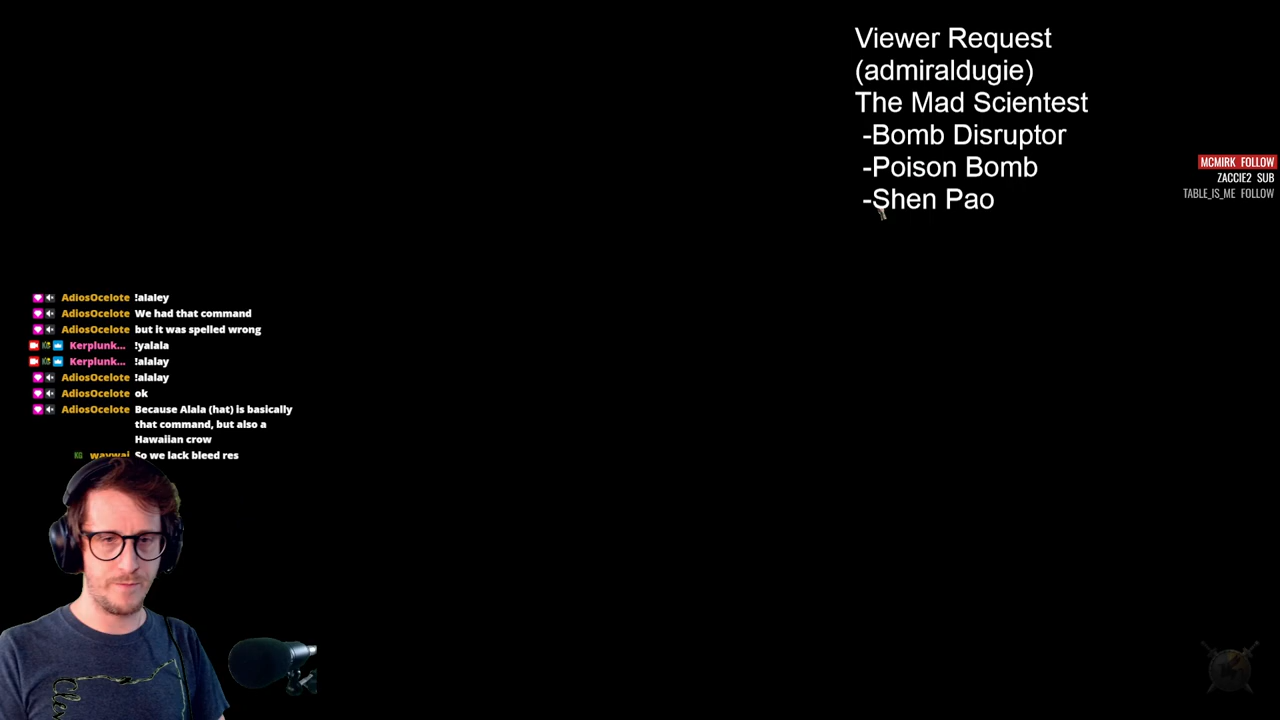 Viewer Request
(admiraldugie)
The Mad Scientest
-Bomb Disruptor
-Poison Bomb
-Shen Pao
MCMIRK FOLLOW
ZACCIE2 SUB
TABLE_IS_ME FOLLOW
AdiosOcelote !alaley
AdiosOcelote We had that command
AdiosOcelote but it was spelled wrong
Kerplunk... !yalala
Kerplunk... !alalay
AdiosOcelote !alalay
AdiosOcelote ok
AdiosOcelote Because Alala (hat) is basically
that command, but also a
Hawaiian crow
KG waywai So we lack bleed res